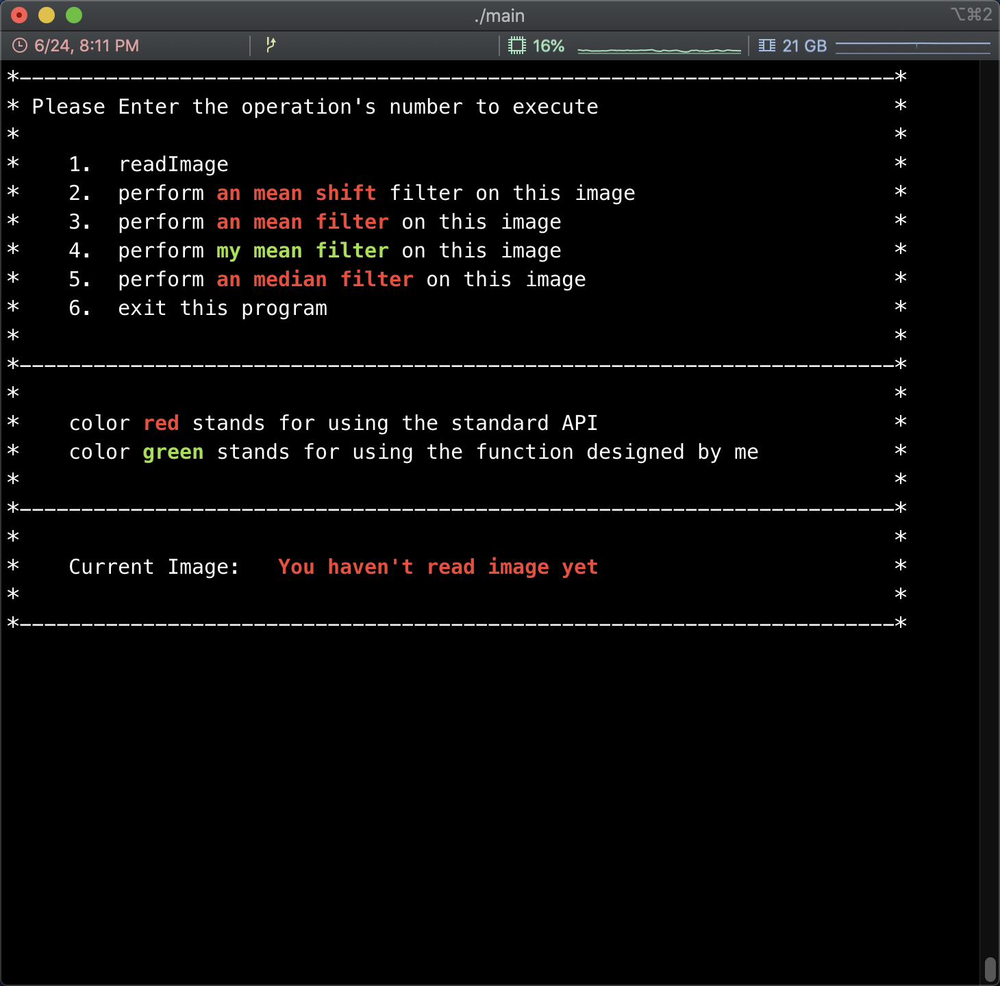 ./main
⌥⌘2
6/24, 8:11 PM 16% 21 GB
*-----------------------------------------------------------------------*
* Please Enter the operation's number to execute                        *
*                                                                       *
*    1.  readImage                                                      *
*    2.  perform an mean shift filter on this image                     *
*    3.  perform an mean filter on this image                           *
*    4.  perform my mean filter on this image                           *
*    5.  perform an median filter on this image                         *
*    6.  exit this program                                              *
*                                                                       *
*-----------------------------------------------------------------------*
*                                                                       *
*    color red stands for using the standard API                        *
*    color green stands for using the function designed by me           *
*                                                                       *
*-----------------------------------------------------------------------*
*                                                                       *
*    Current Image:   You haven't read image yet                        *
*                                                                       *
*-----------------------------------------------------------------------*